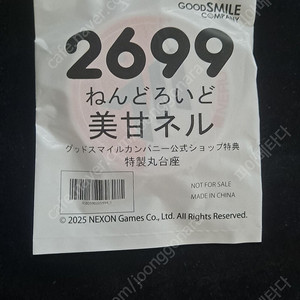 GOODSMILE
COMPANY
2699
ねんどろいど
美甘ネル
グッドスマイルカンパニー公式ショップ特典
特製丸台座
NOT FOR SALE
MADE IN CHINA
© 2025 NEXON Games Co., Ltd. All Rights Reserved.